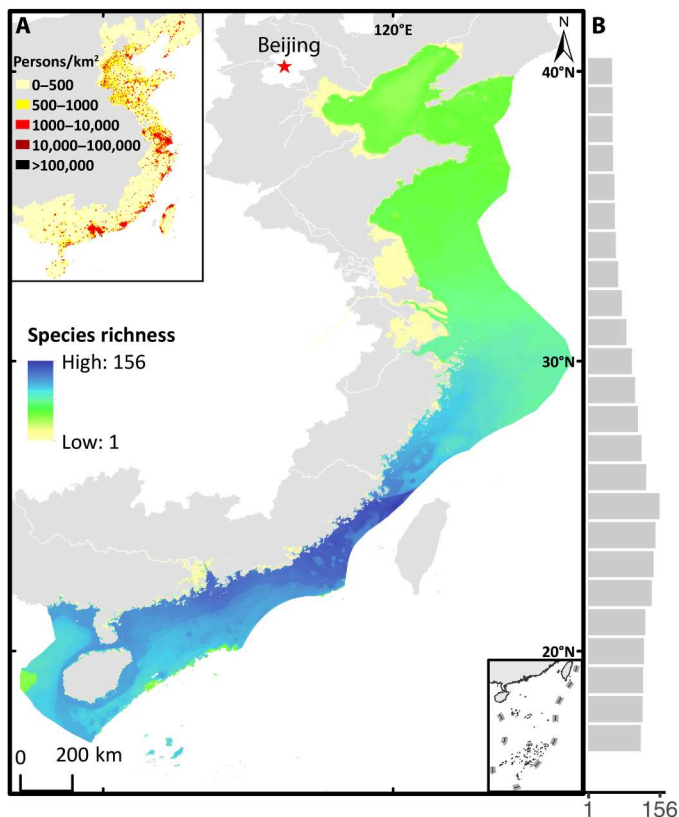 A
B
N
120°E
Beijing
Persons/km²
0–500
500–1000
1000–10,000
10,000–100,000
>100,000
40°N
Species richness
High: 156
Low: 1
30°N
20°N
0
200 km
1
156